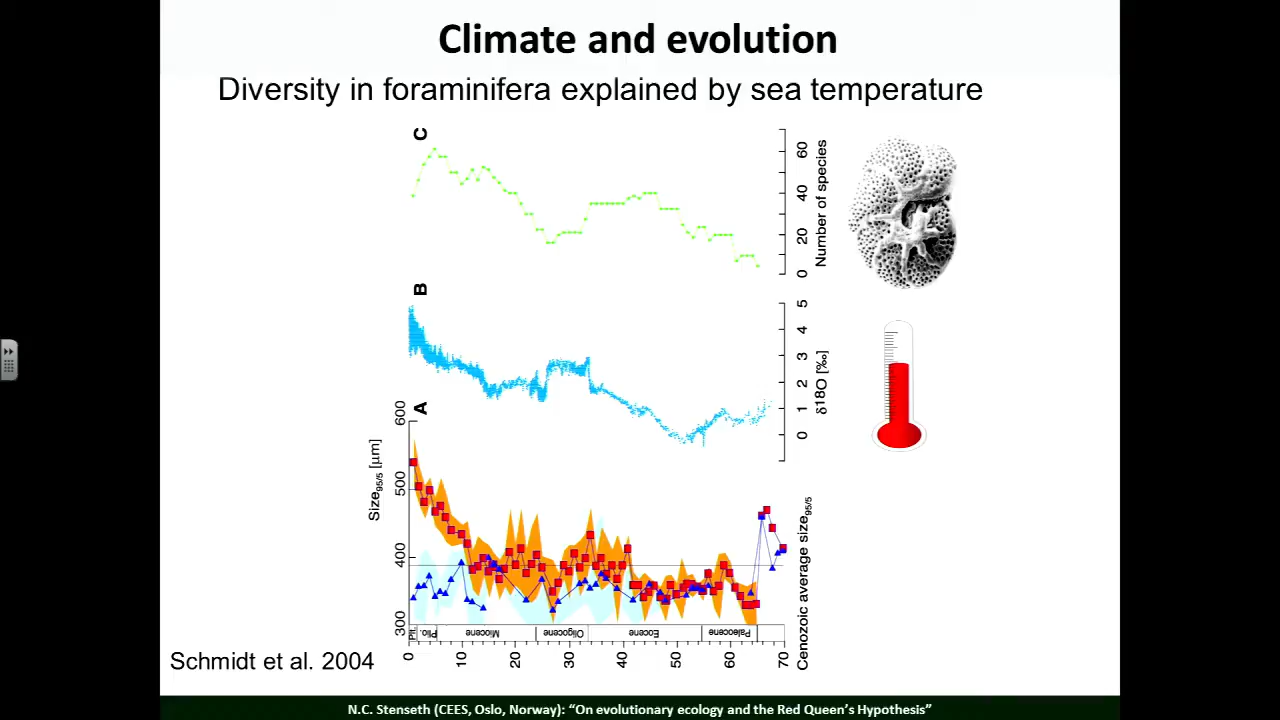 Climate and evolution
Diversity in foraminifera explained by sea temperature
C
0 20 40 60
Number of species
B
0 1 2 3 4 5
δ18O [‰]
A
Size95/5 [μm]
300 400 500 600
Cenozoic average size95/5
Plio. Miocene Oligocene Eocene Paleocene
0 10 20 30 40 50 60 70
Schmidt et al. 2004
N.C. Stenseth (CEES, Oslo, Norway): “On evolutionary ecology and the Red Queen’s Hypothesis”